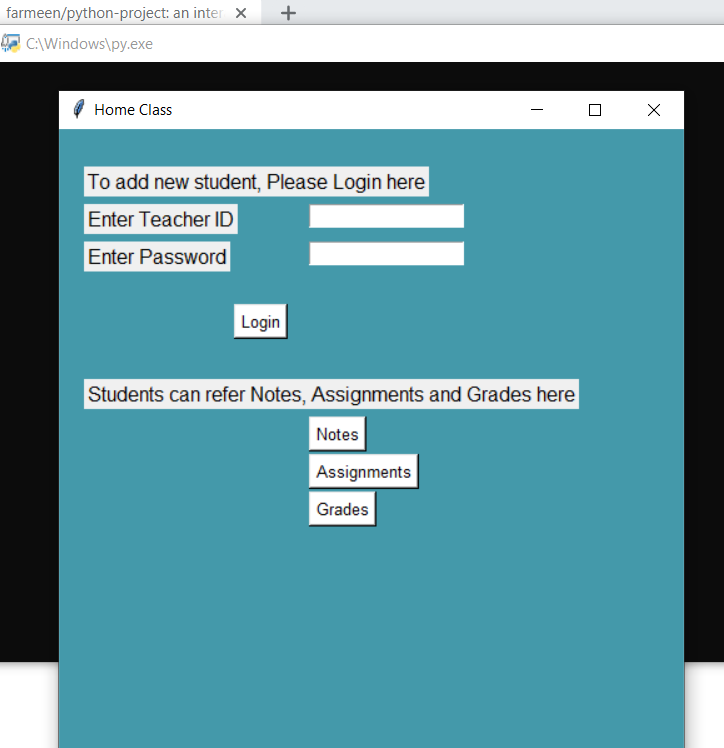 farmeen/python-project: an inter
C:\Windows\py.exe
Home Class
To add new student, Please Login here
Enter Teacher ID
Enter Password
Login
Students can refer Notes, Assignments and Grades here
Notes
Assignments
Grades